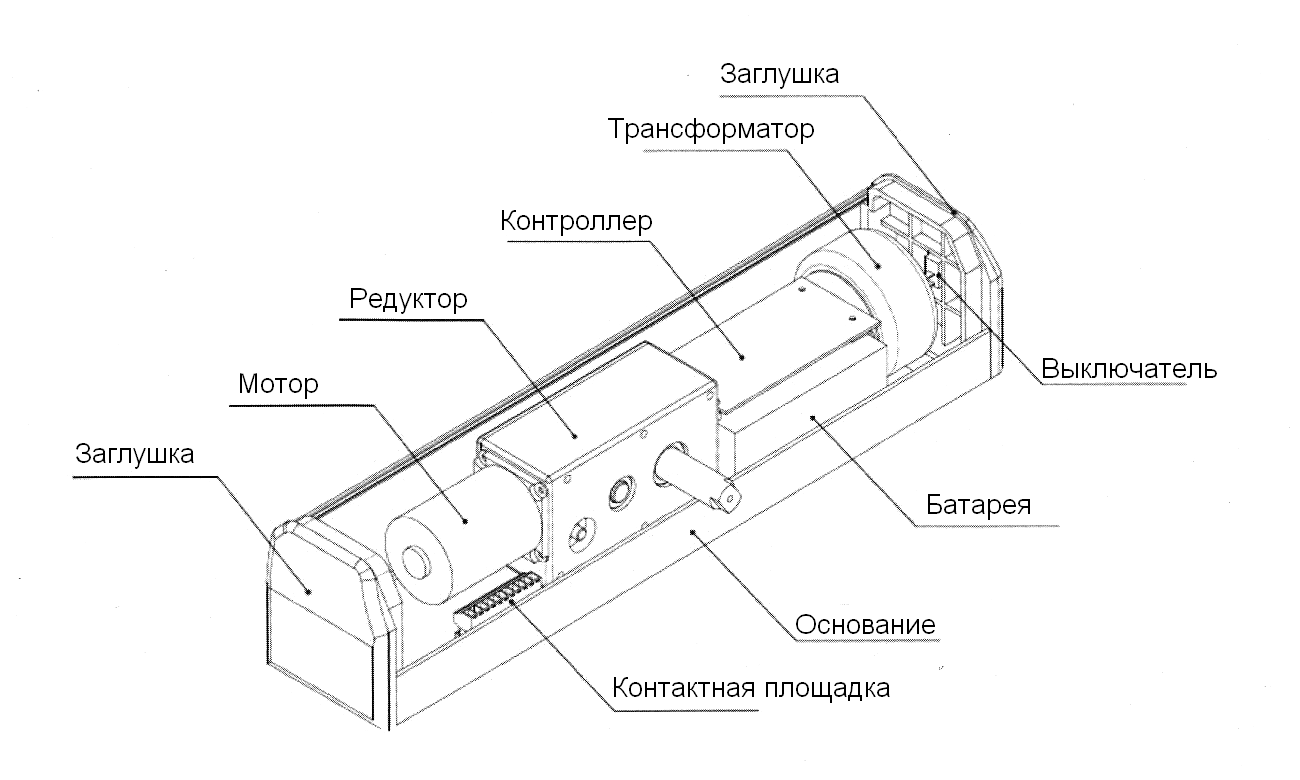 Заглушка
Трансформатор
Контроллер
Редуктор
Выключатель
Мотор
Заглушка
Батарея
Основание
Контактная площадка